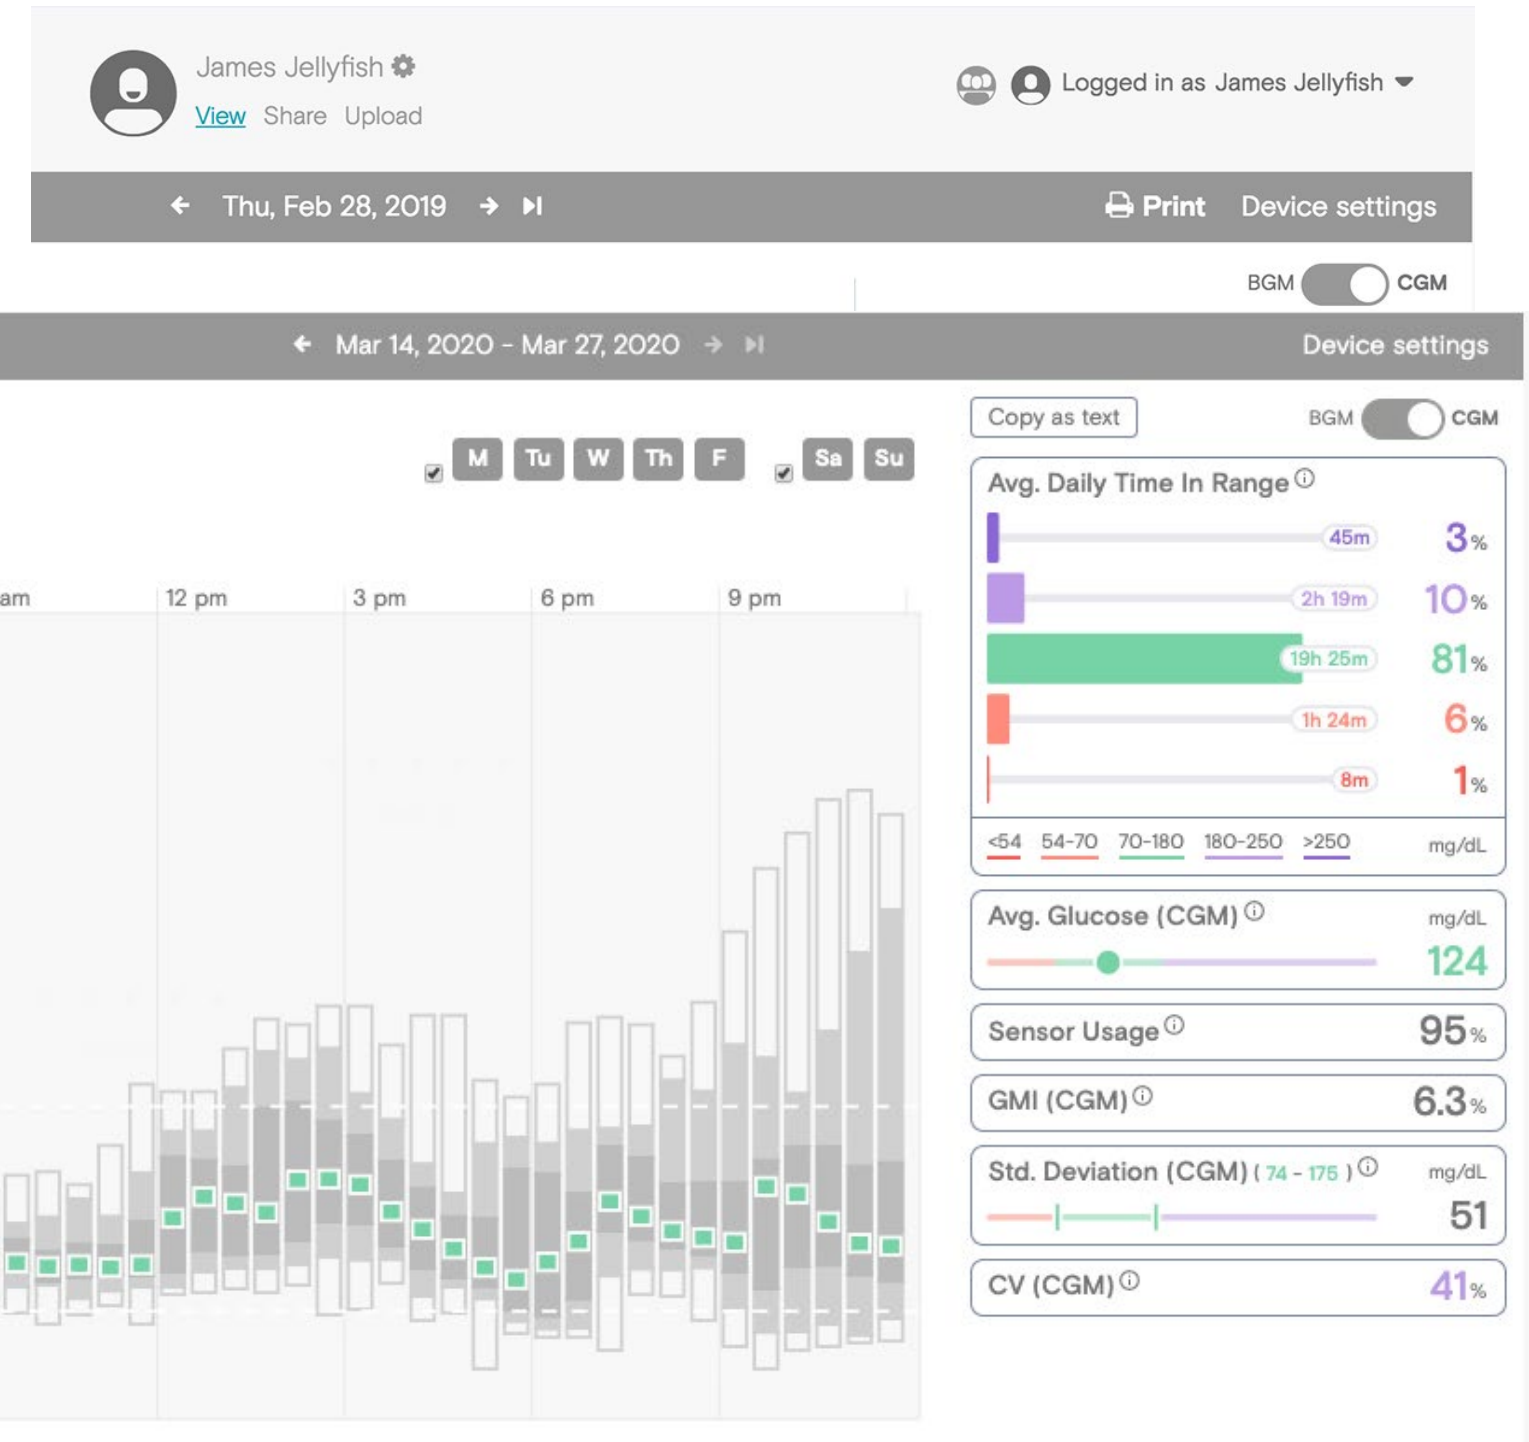 James Jellyfish
Logged in as James Jellyfish
View Share Upload
Thu, Feb 28, 2019
Print Device settings
BGM CGM
Mar 14, 2020 - Mar 27, 2020
Device settings
Copy as text
BGM CGM
M Tu W Th F Sa Su
Avg. Daily Time In Range
45m 3%
2h 19m 10%
19h 25m 81%
1h 24m 6%
8m 1%
<54 54-70 70-180 180-250 >250 mg/dL
am 12 pm 3 pm 6 pm 9 pm
Avg. Glucose (CGM) mg/dL
124
Sensor Usage 95%
GMI (CGM) 6.3%
Std. Deviation (CGM) ( 74 - 175 ) mg/dL
51
CV (CGM) 41%